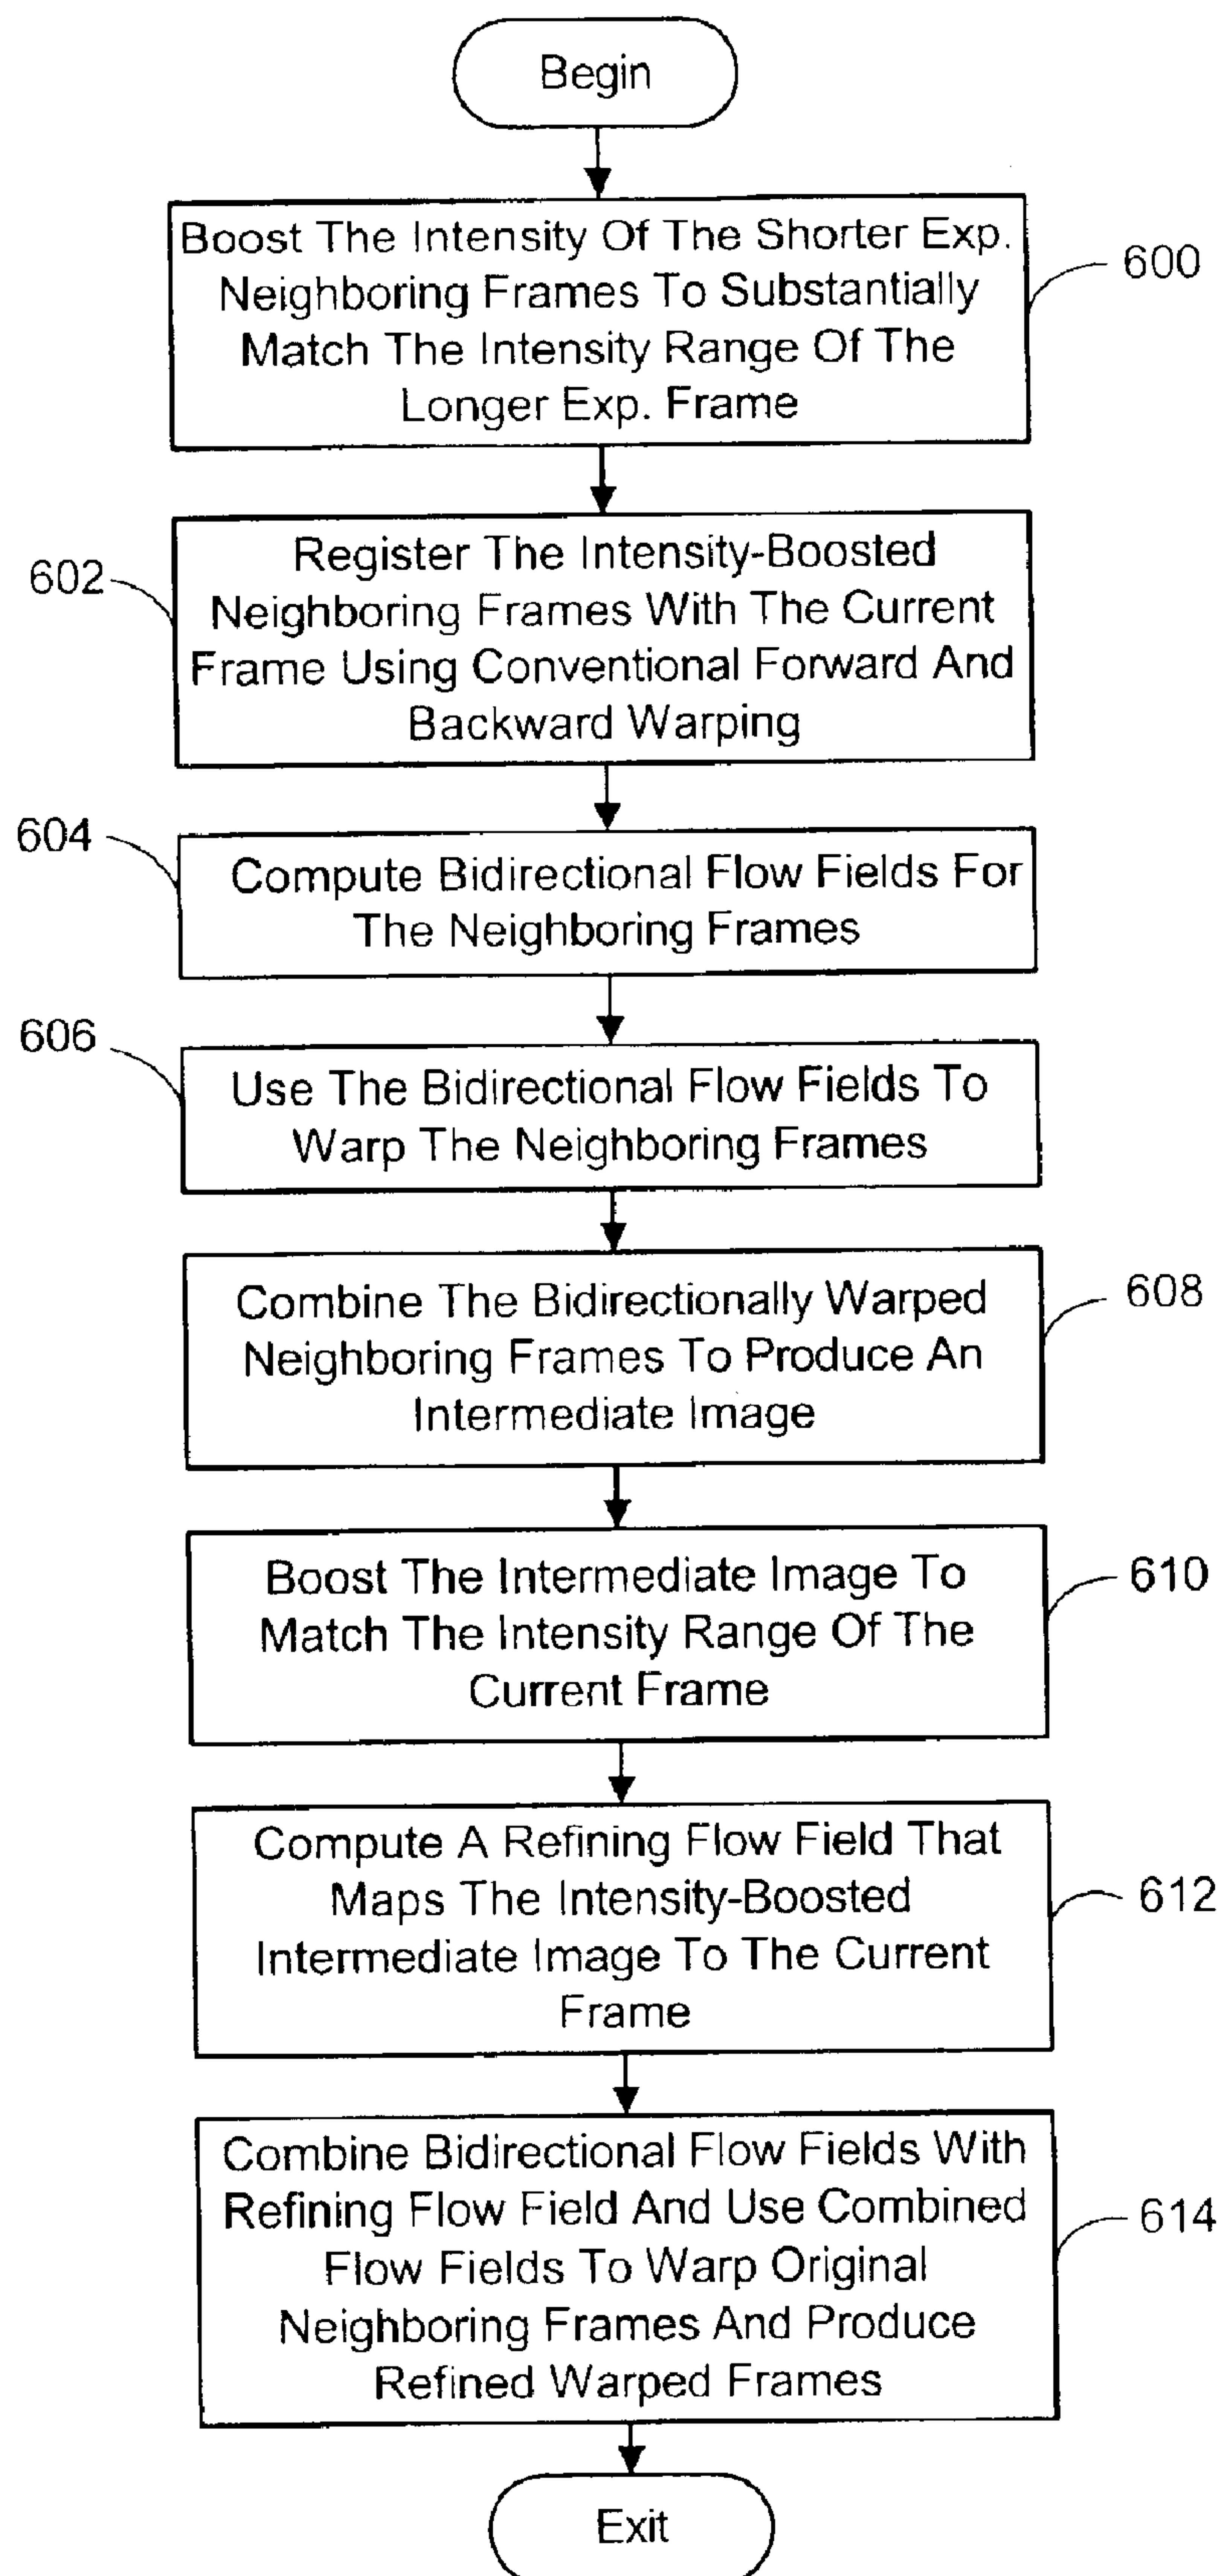 Begin
Boost The Intensity Of The Shorter Exp.
Neighboring Frames To Substantially
Match The Intensity Range Of The
Longer Exp. Frame
600
Register The Intensity-Boosted
Neighboring Frames With The Current
Frame Using Conventional Forward And
Backward Warping
602
604
Compute Bidirectional Flow Fields For
The Neighboring Frames
606
Use The Bidirectional Flow Fields To
Warp The Neighboring Frames
Combine The Bidirectionally Warped
Neighboring Frames To Produce An
Intermediate Image
608
Boost The Intermediate Image To
Match The Intensity Range Of The
Current Frame
610
Compute A Refining Flow Field That
Maps The Intensity-Boosted
Intermediate Image To The Current
Frame
612
Combine Bidirectional Flow Fields With
Refining Flow Field And Use Combined
Flow Fields To Warp Original
Neighboring Frames And Produce
Refined Warped Frames
614
Exit